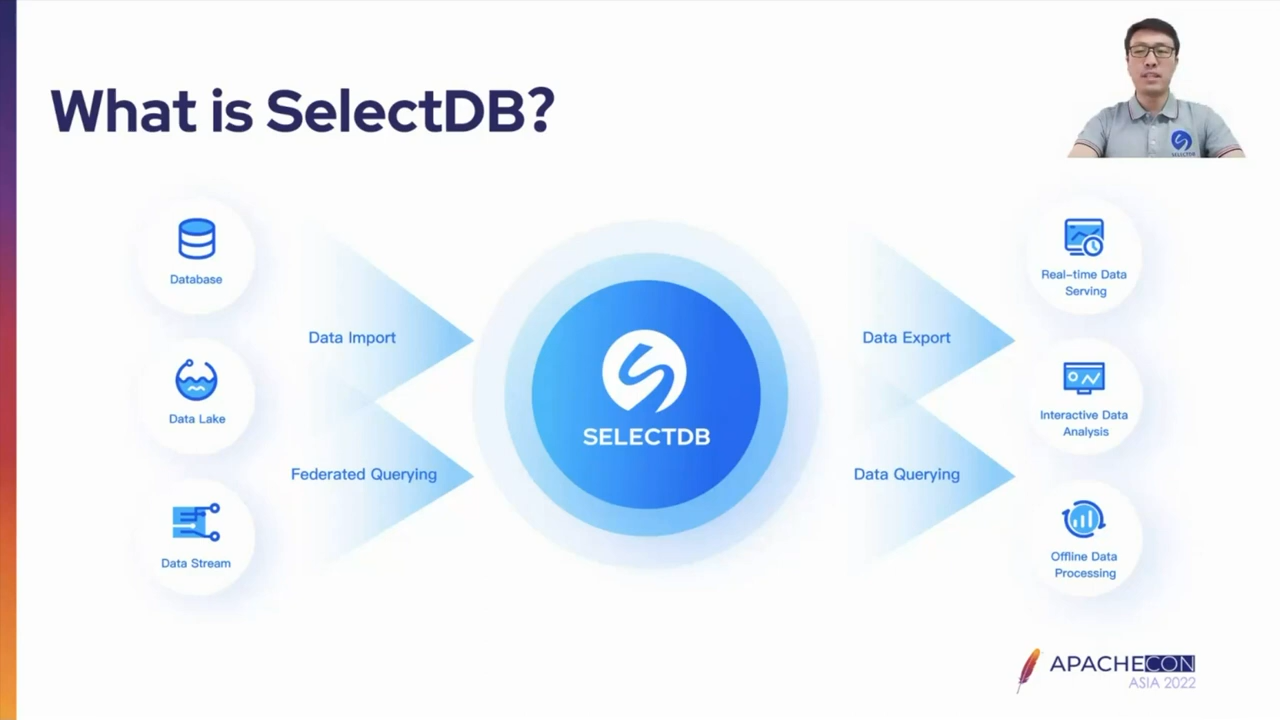 What is SelectDB?
SELECTDB
Database
Data Lake
Data Stream
Data Import
Federated Querying
SELECTDB
Data Export
Data Querying
Real-time Data
Serving
Interactive Data
Analysis
Offline Data
Processing
APACHECON
ASIA 2022